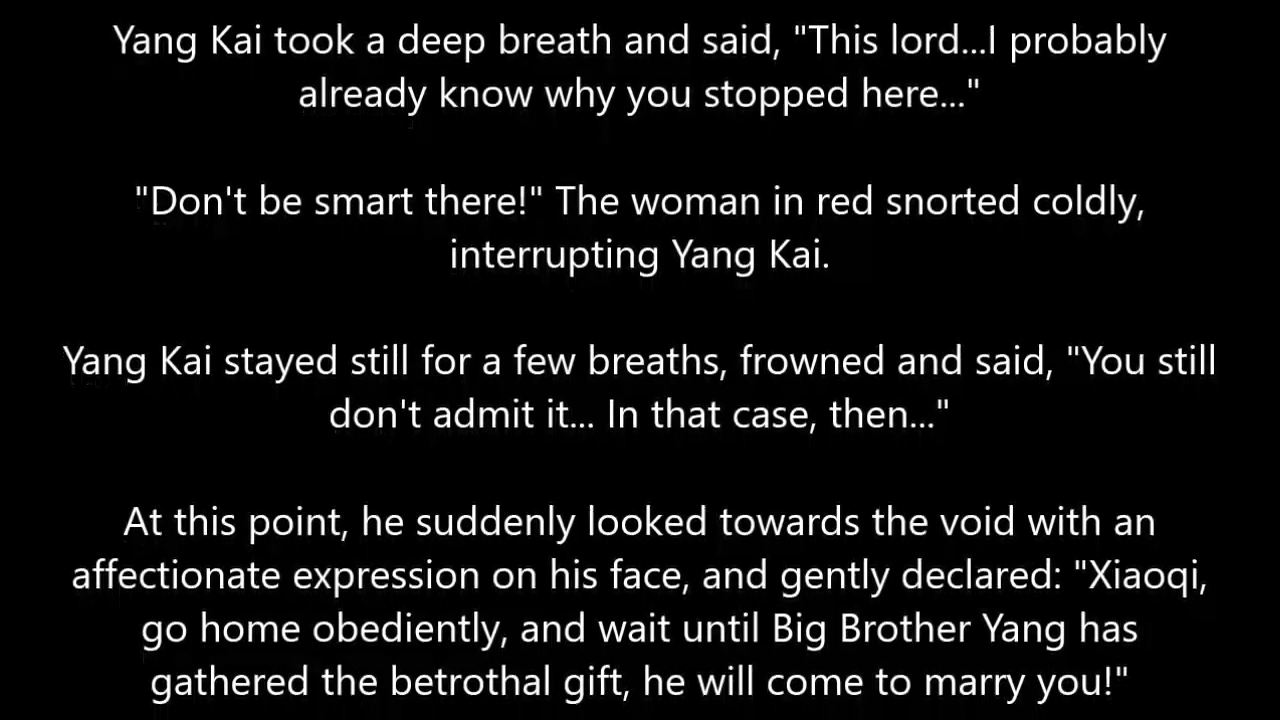 Yang Kai took a deep breath and said, "This lord...I probably
already know why you stopped here..."
"Don't be smart there!" The woman in red snorted coldly,
interrupting Yang Kai.
Yang Kai stayed still for a few breaths, frowned and said, "You still
don't admit it... In that case, then..."
At this point, he suddenly looked towards the void with an
affectionate expression on his face, and gently declared: "Xiaoqi,
go home obediently, and wait until Big Brother Yang has
gathered the betrothal gift, he will come to marry you!"